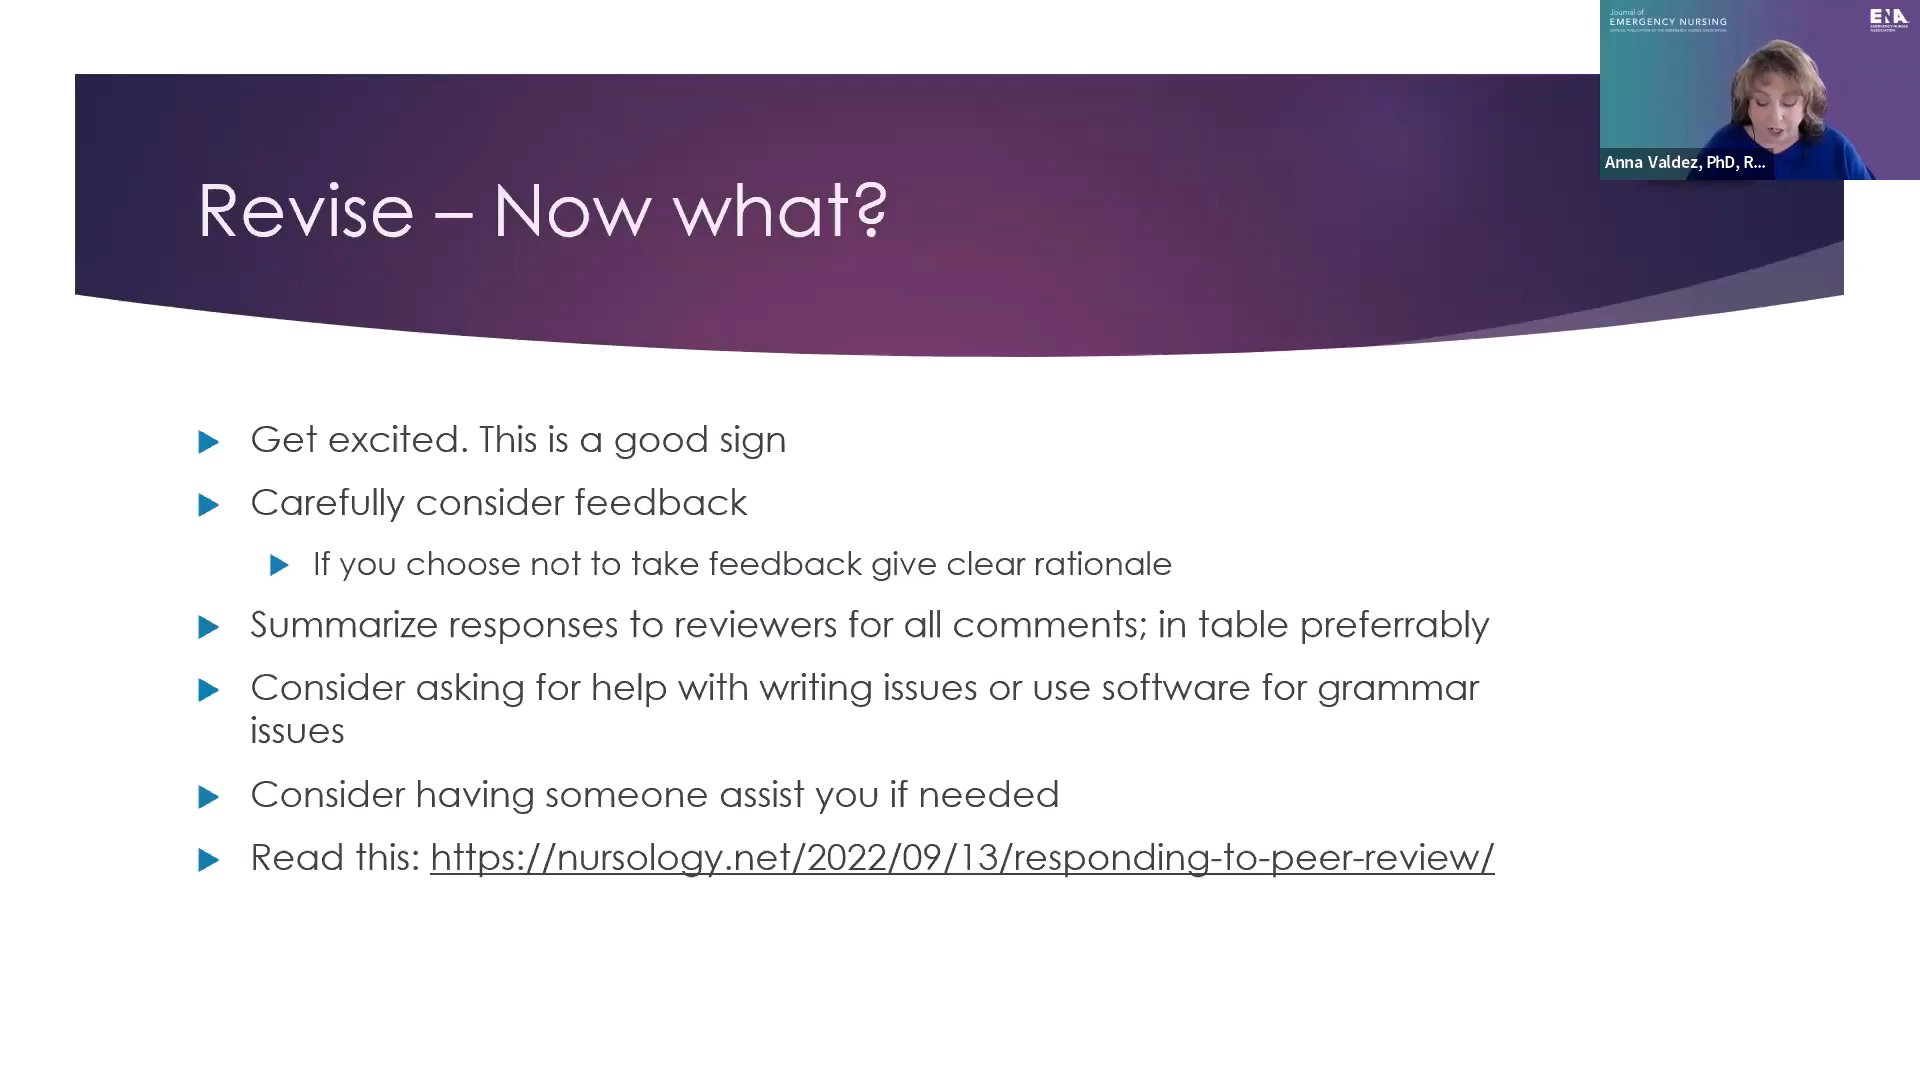 Journal of
EMERGENCY NURSING
ENA
Anna Valdez, PhD, R...
Revise – Now what?
Get excited. This is a good sign
Carefully consider feedback
If you choose not to take feedback give clear rationale
Summarize responses to reviewers for all comments; in table preferrably
Consider asking for help with writing issues or use software for grammar
issues
Consider having someone assist you if needed
Read this: https://nursology.net/2022/09/13/responding-to-peer-review/